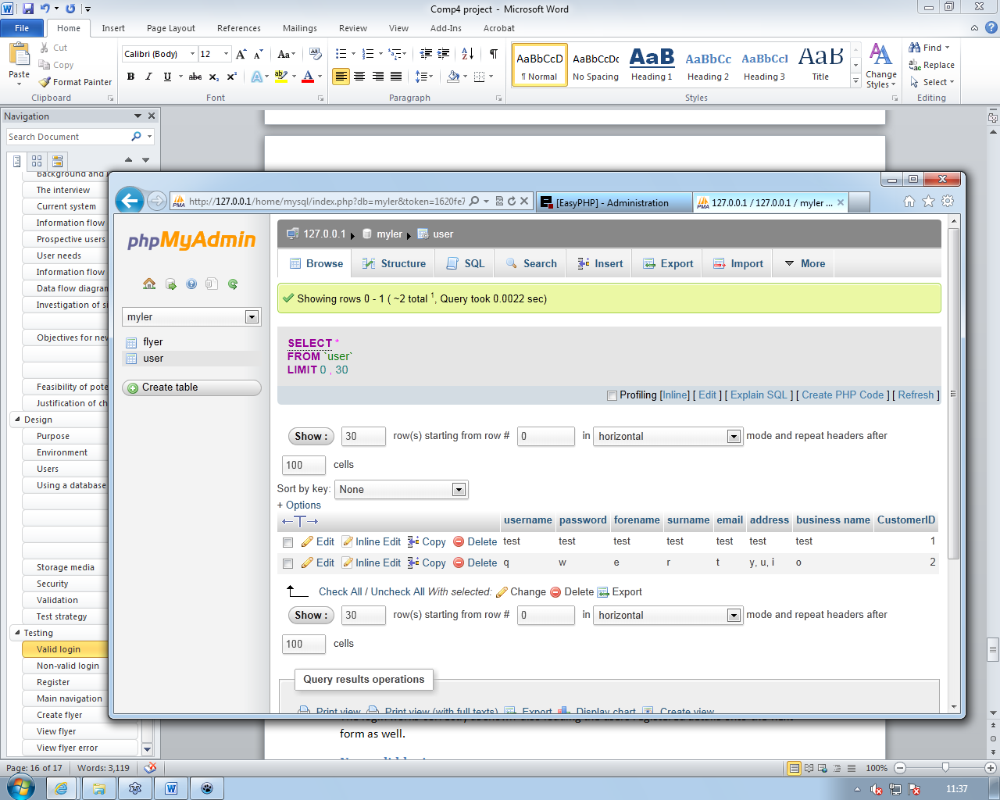 Comp4 project - Microsoft Word
File Home Insert Page Layout References Mailings Review View Add-Ins Acrobat
Paste
Cut
Copy
Format Painter
Clipboard
Calibri (Body) 12
Font
Paragraph
AaBbCcD AaBbCcDc AaB AaBbCc AaBbCcI AaB
¶ Normal No Spacing Heading 1 Heading 2 Heading 3 Title
Styles
Change Styles
Find
Replace
Select
Editing
Navigation
Search Document
Background and
The interview
Current system
Information flow
Prospective users
User needs
Information flow
Data flow diagram
Investigation of si
Objectives for new
Feasibility of pote
Justification of ch
Design
Purpose
Environment
Users
Using a database
Storage media
Security
Validation
Test strategy
Testing
Valid login
Non-valid login
Register
Main navigation
Create flyer
View flyer
View flyer error
http://127.0.0.1/home/mysql/index.php?db=myler&token=1620fe7
[EasyPHP] - Administration
127.0.0.1 / 127.0.0.1 / myler ...
phpMyAdmin
myler
flyer
user
Create table
127.0.0.1 myler user
Browse Structure SQL Search Insert Export Import More
Showing rows 0 - 1 ( ~2 total 1, Query took 0.0022 sec)
SELECT *
FROM `user`
LIMIT 0 , 30
Profiling [Inline] [ Edit ] [ Explain SQL ] [ Create PHP Code ] [ Refresh ]
Show : 30 row(s) starting from row # 0 in horizontal mode and repeat headers after
100 cells
Sort by key: None
+ Options
←T→ username password forename surname email address business name CustomerID
Edit Inline Edit Copy Delete test test test test test test test 1
Edit Inline Edit Copy Delete q w e r t y, u, i o 2
Check All / Uncheck All With selected: Change Delete Export
Show : 30 row(s) starting from row # 0 in horizontal mode and repeat headers after
100 cells
Query results operations
Print view Print view (with full texts) Export Display chart Create view
form as well.
Page: 16 of 17 Words: 3,119 100%
11:37